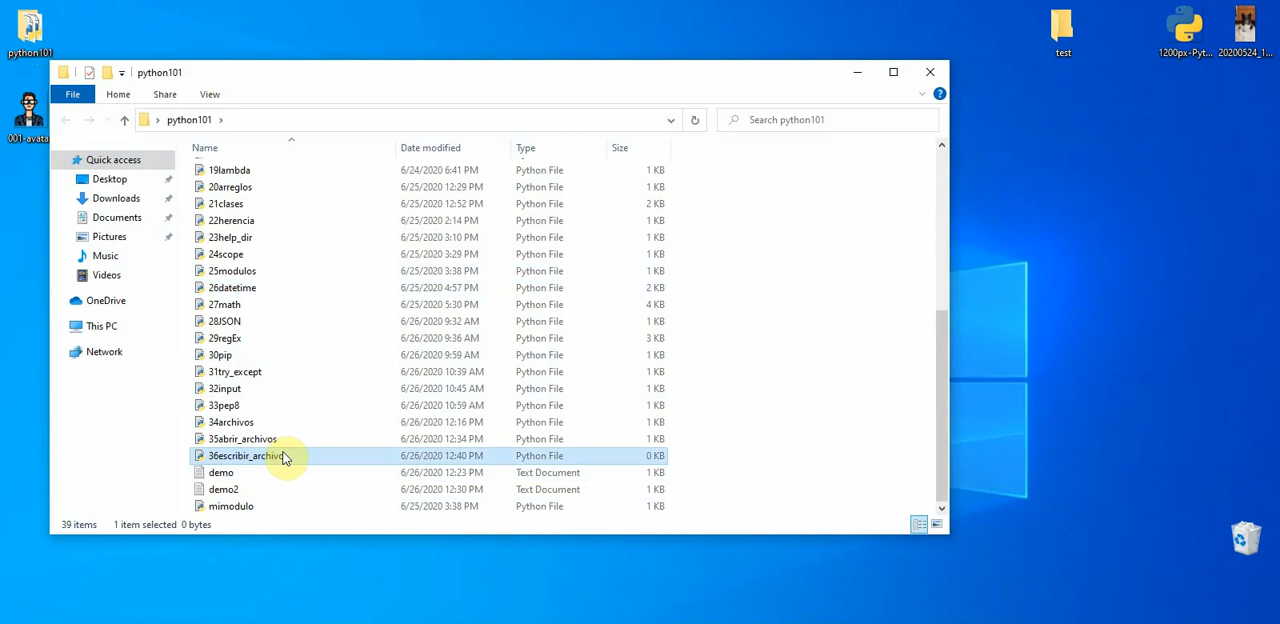 python101
001-avata
test
1200px-Pyt...
20200524_1...
python101
File
Home
Share
View
python101
Search python101
Quick access
Desktop
Downloads
Documents
Pictures
Music
Videos
OneDrive
This PC
Network
Name Date modified Type Size
19lambda 6/24/2020 6:41 PM Python File 1 KB
20arreglos 6/25/2020 12:29 PM Python File 1 KB
21clases 6/25/2020 12:52 PM Python File 2 KB
22herencia 6/25/2020 2:14 PM Python File 1 KB
23help_dir 6/25/2020 3:10 PM Python File 1 KB
24scope 6/25/2020 3:29 PM Python File 1 KB
25modulos 6/25/2020 3:38 PM Python File 1 KB
26datetime 6/25/2020 4:57 PM Python File 2 KB
27math 6/25/2020 5:30 PM Python File 4 KB
28JSON 6/26/2020 9:32 AM Python File 1 KB
29regEx 6/26/2020 9:36 AM Python File 3 KB
30pip 6/26/2020 9:59 AM Python File 1 KB
31try_except 6/26/2020 10:39 AM Python File 1 KB
32input 6/26/2020 10:45 AM Python File 1 KB
33pep8 6/26/2020 10:59 AM Python File 1 KB
34archivos 6/26/2020 12:16 PM Python File 1 KB
35abrir_archivos 6/26/2020 12:34 PM Python File 1 KB
36escribir_archivo 6/26/2020 12:40 PM Python File 0 KB
demo 6/26/2020 12:23 PM Text Document 1 KB
demo2 6/26/2020 12:30 PM Text Document 1 KB
mimodulo 6/25/2020 3:38 PM Python File 1 KB
39 items 1 item selected 0 bytes